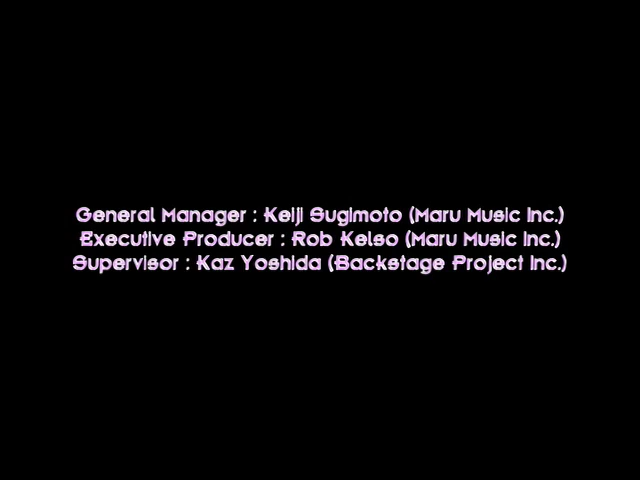 General Manager : Keiji Sugimoto (Maru Music Inc.)
Executive Producer : Rob Kelso (Maru Music Inc.)
Supervisor : Kaz Yoshida (Backstage Project Inc.)